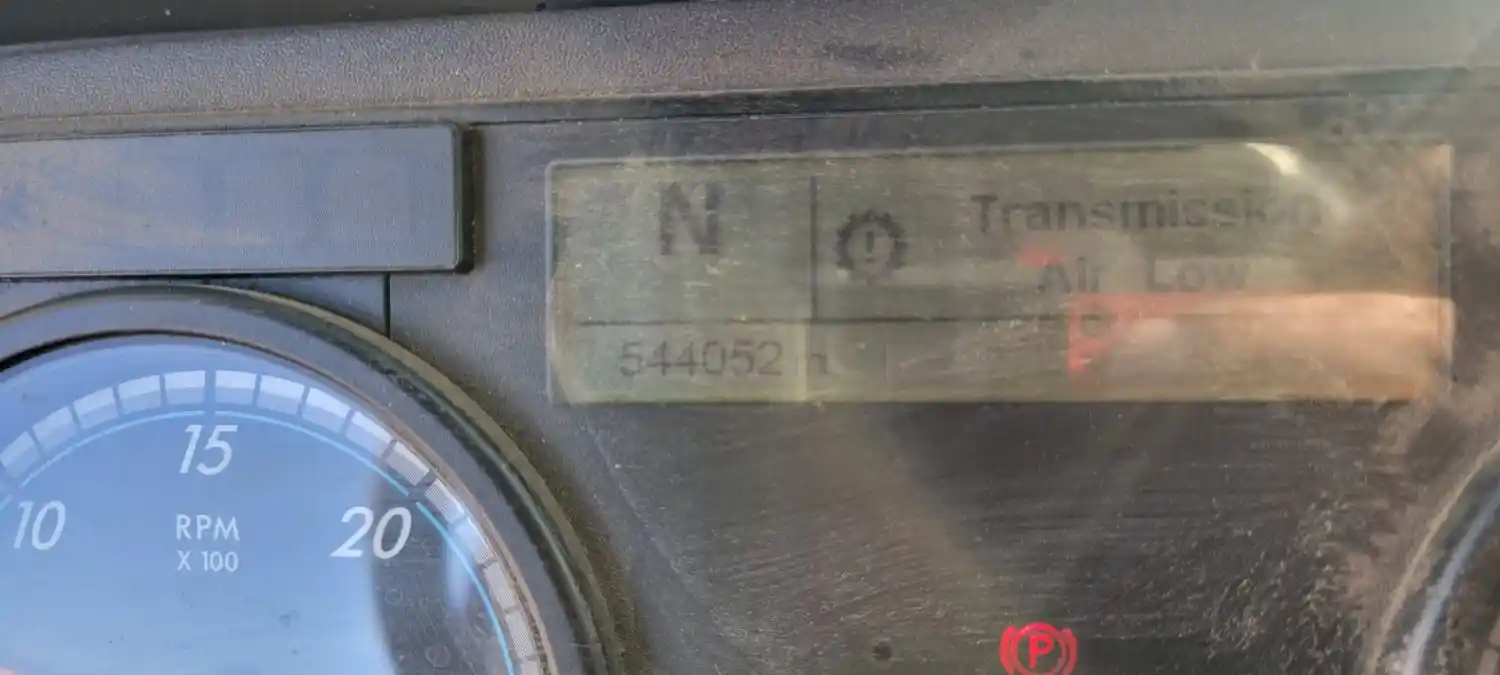 N
Transmission
Air Low
544052
15
10
20
RPM
X 100
P